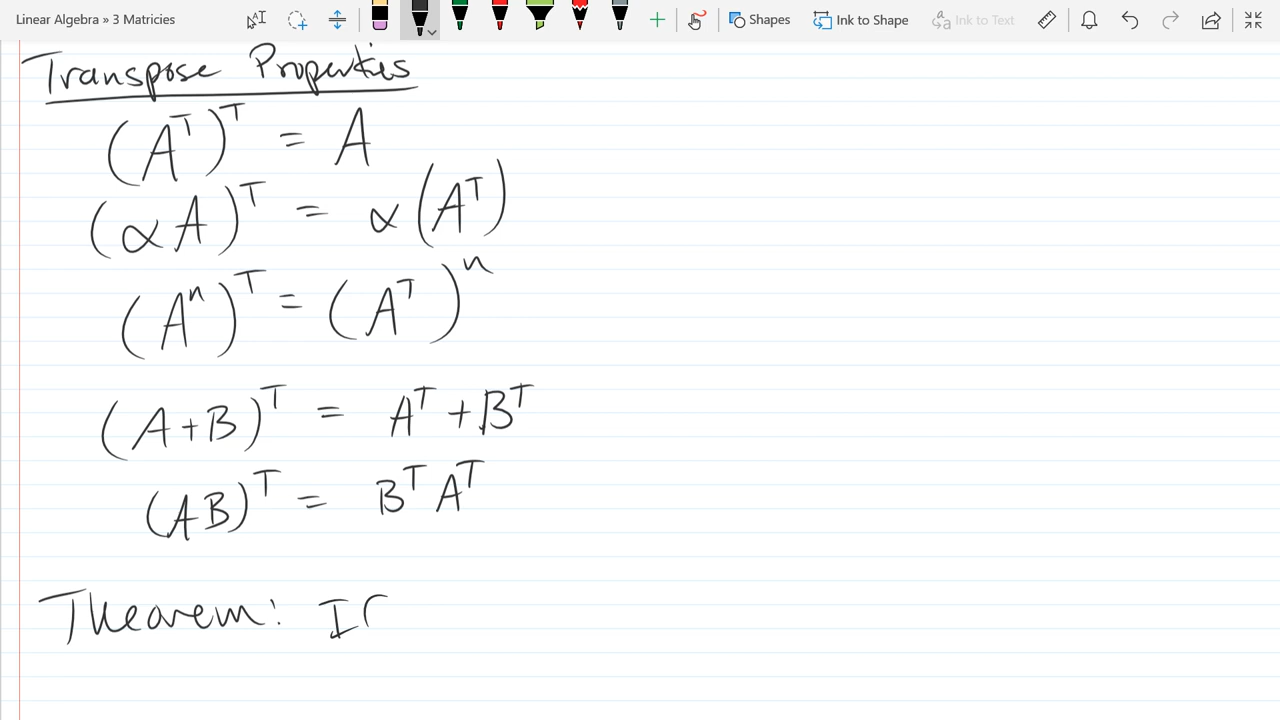 Linear Algebra » 3 Matricies
Shapes
Ink to Shape
Ink to Text
Transpose Properties
(A^T)^T = A
(αA)^T = α(A^T)
(A^n)^T = (A^T)^n
(A+B)^T = A^T + B^T
(AB)^T = B^T A^T
Theorem: I